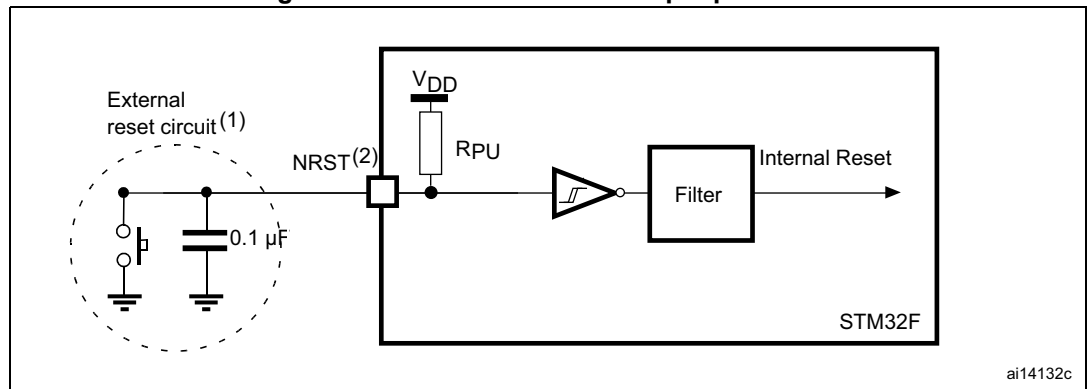 External
reset circuit(1)
NRST(2)
VDD
RPU
0.1 μF
Filter
Internal Reset
STM32F
ai14132c